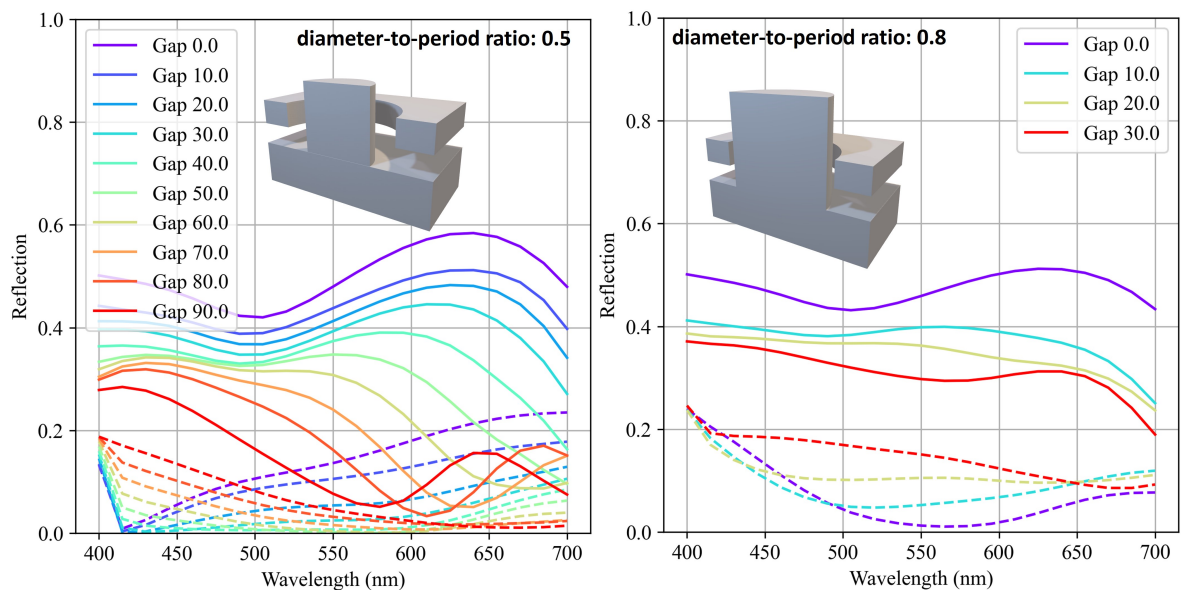 diameter-to-period ratio: 0.5
Gap 0.0
Gap 10.0
Gap 20.0
Gap 30.0
Gap 40.0
Gap 50.0
Gap 60.0
Gap 70.0
Gap 80.0
Gap 90.0
1.0
0.8
0.6
0.4
0.2
0.0
Reflection
400 450 500 550 600 650 700
Wavelength (nm)
diameter-to-period ratio: 0.8
Gap 0.0
Gap 10.0
Gap 20.0
Gap 30.0
1.0
0.8
0.6
0.4
0.2
0.0
Reflection
400 450 500 550 600 650 700
Wavelength (nm)